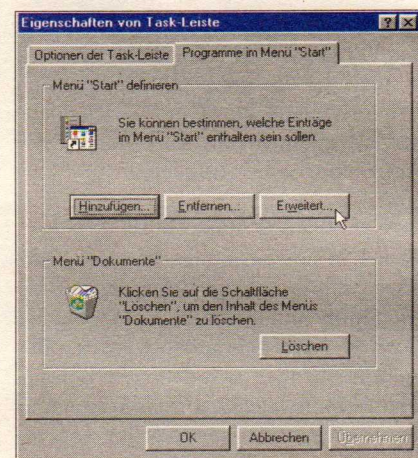 Eigenschaften von Task-Leiste
Optionen der Task-Leiste Programme im Menü "Start"
Menü "Start" definieren
Sie können bestimmen, welche Einträge
im Menü "Start" enthalten sein sollen.
Hinzufügen... Entfernen... Erweitert...
Menü "Dokumente"
Klicken Sie auf die Schaltfläche
"Löschen", um den Inhalt des Menüs
"Dokumente" zu löschen.
Löschen
OK Abbrechen Übernehmen